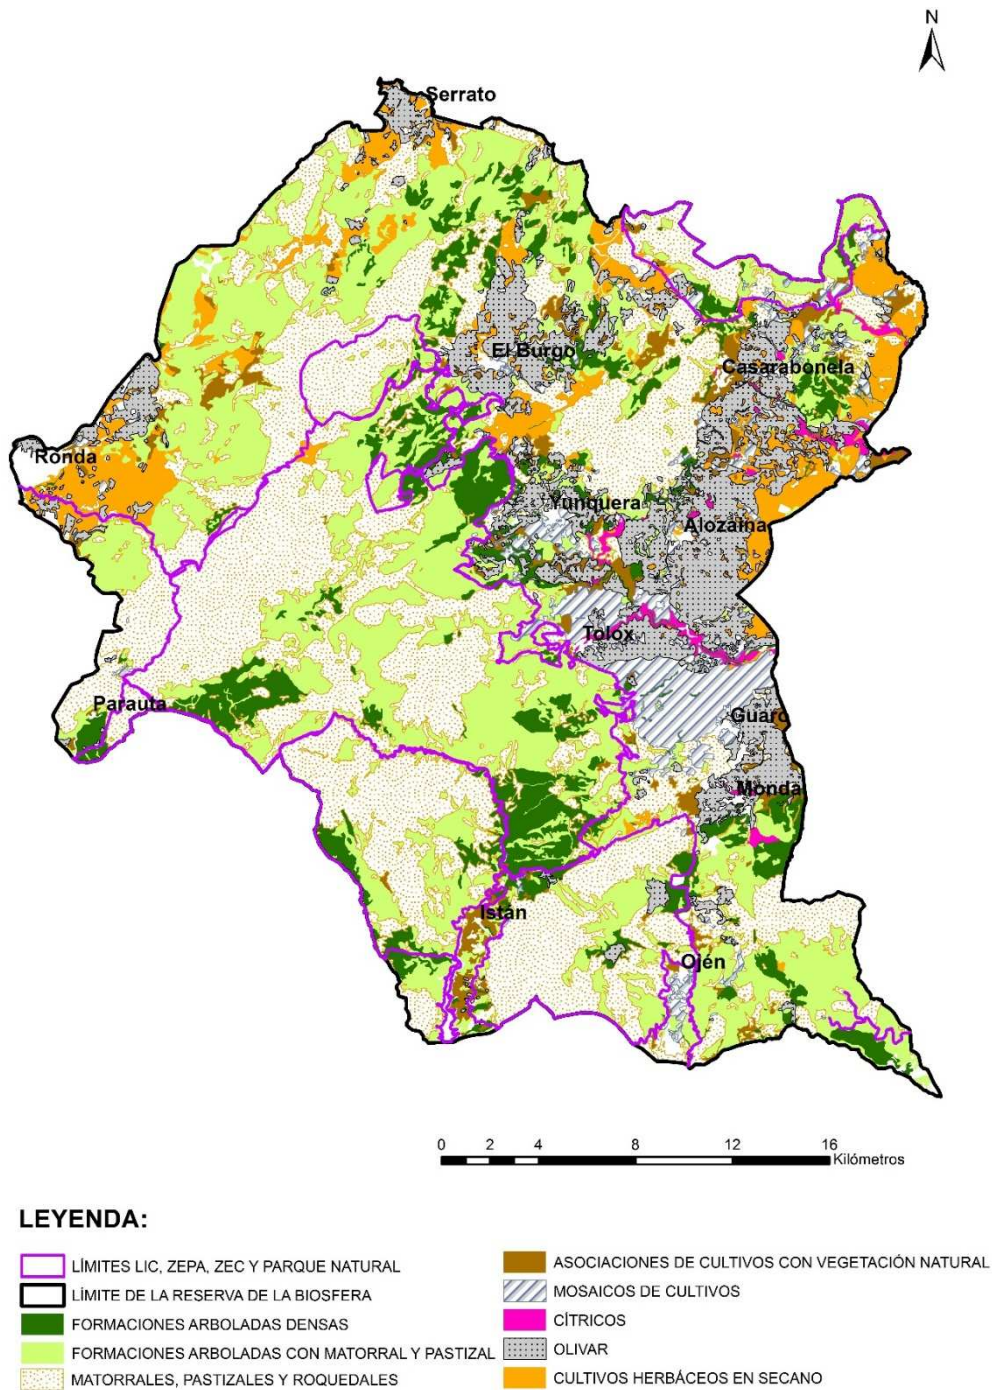 N
Serrato
El Burgo
Casarabonela
Ronda
Yunquera
Alozaina
Tolox
Parauta
Guaro
Monda
Istán
Ojén
0 2 4 8 12 16
Kilómetros
LEYENDA:
LÍMITES LIC, ZEPA, ZEC Y PARQUE NATURAL
LÍMITE DE LA RESERVA DE LA BIOSFERA
FORMACIONES ARBOLADAS DENSAS
FORMACIONES ARBOLADAS CON MATORRAL Y PASTIZAL
MATORRALES, PASTIZALES Y ROQUEDALES
ASOCIACIONES DE CULTIVOS CON VEGETACIÓN NATURAL
MOSAICOS DE CULTIVOS
CÍTRICOS
OLIVAR
CULTIVOS HERBÁCEOS EN SECANO